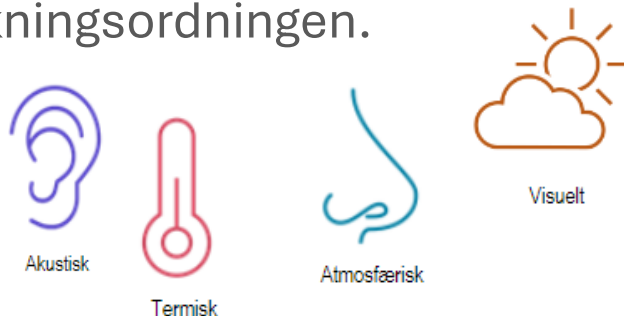 kningsordningen.
Akustisk
Termisk
Atmosfærisk
Visuelt